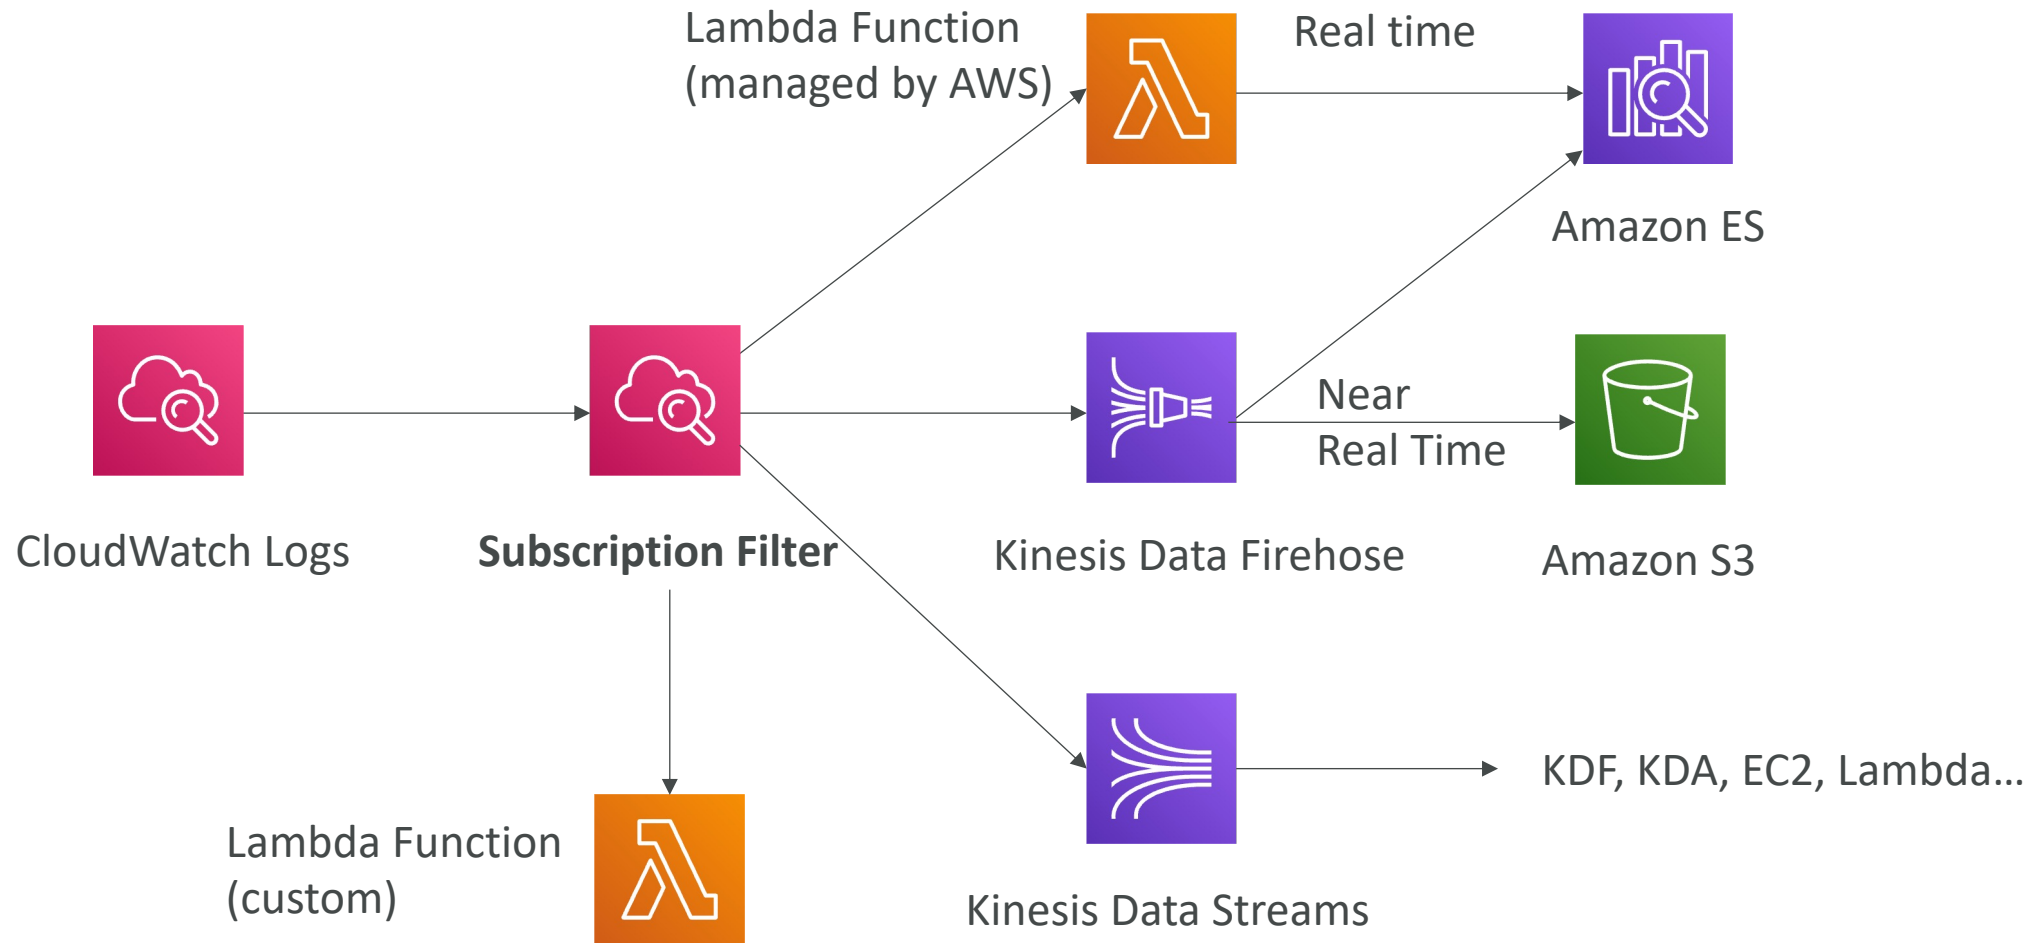 Lambda Function
(managed by AWS)
Real time
Amazon ES
Near
Real Time
CloudWatch Logs
Subscription Filter
Kinesis Data Firehose
Amazon S3
KDF, KDA, EC2, Lambda...
Lambda Function
(custom)
Kinesis Data Streams